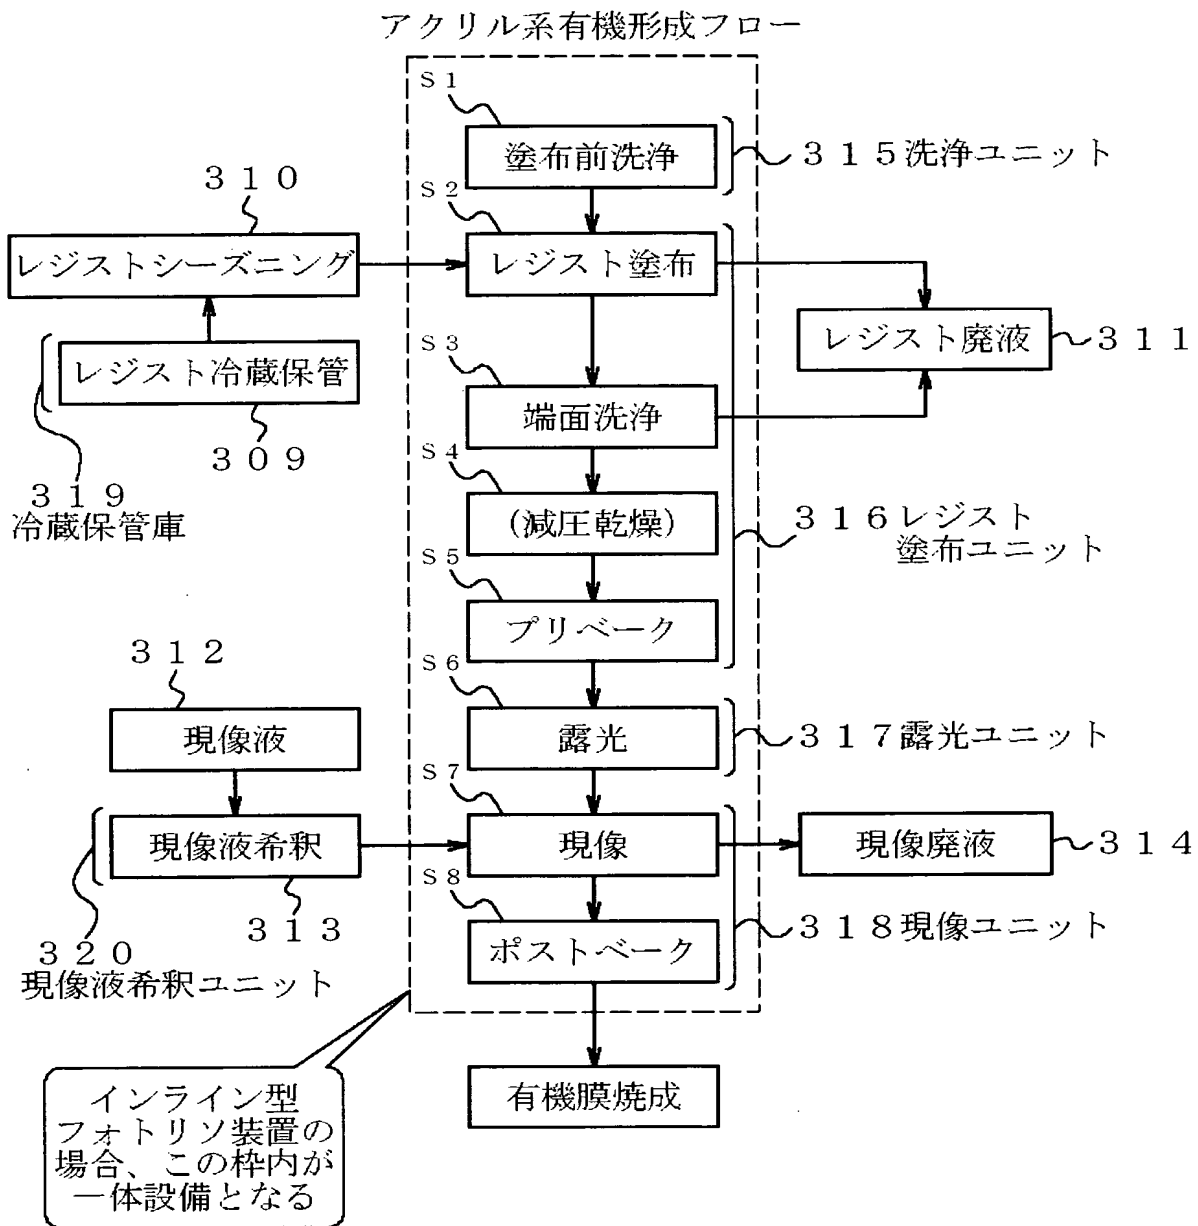 アクリル系有機形成フロー
S1
塗布前洗浄
315洗浄ユニット
310
S2
レジストシーズニング
レジスト塗布
S3
レジスト廃液
311
レジスト冷蔵保管
端面洗浄
309
S4
319
冷蔵保管庫
(減圧乾燥)
316レジスト
塗布ユニット
S5
プリベーク
312
S6
現像液
露光
317露光ユニット
S7
現像液希釈
現像
現像廃液
314
S8
313
320
現像液希釈ユニット
ポストベーク
318現像ユニット
インライン型
フォトリソ装置の
場合、この枠内が
一体設備となる
有機膜焼成